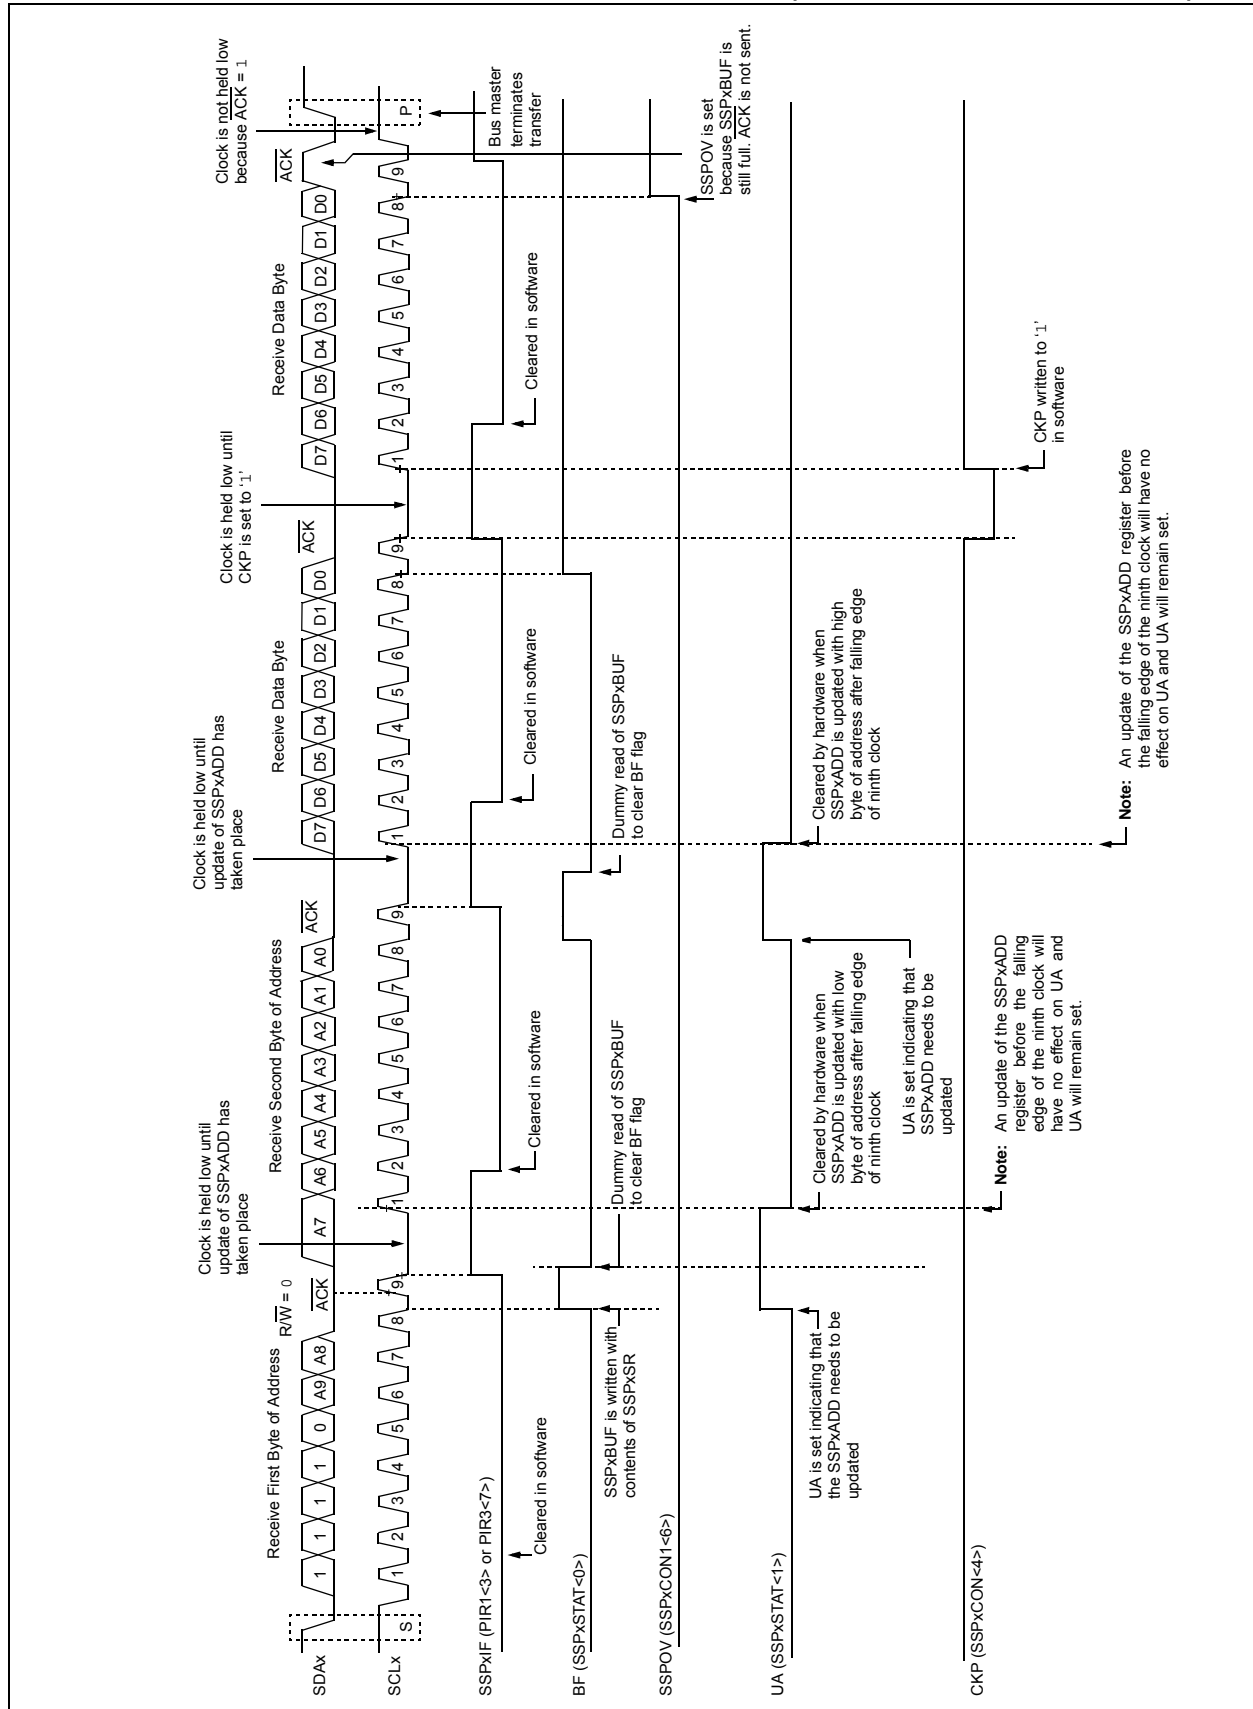 Clock is not held low
because ACK = 1
Clock is held low until
CKP is set to ‘1’
Clock is held low until
update of SSPxADD has
taken place
Clock is held low until
update of SSPxADD has
taken place
R/W = 0
Receive First Byte of Address
ACK
Receive Second Byte of Address
ACK
Receive Data Byte
ACK
Receive Data Byte
ACK
SDAx
1 1 1 1 0 A9 A8
A7 A6 A5 A4 A3 A2 A1 A0
D7 D6 D5 D4 D3 D2 D1 D0
D7 D6 D5 D4 D3 D2 D1 D0
SCLx
S
1 2 3 4 5 6 7 8 9
1 2 3 4 5 6 7 8 9
1 2 3 4 5 6 7 8 9
1 2 3 4 5 6 7 8 9
P
Bus master
terminates
transfer
SSPxIF (PIR1<3> or PIR3<7>)
Cleared in software
Cleared in software
Cleared in software
Cleared in software
BF (SSPxSTAT<0>)
SSPxBUF is written with
contents of SSPxSR
Dummy read of SSPxBUF
to clear BF flag
Dummy read of SSPxBUF
to clear BF flag
SSPOV (SSPxCON1<6>)
SSPOV is set
because SSPxBUF is
still full. ACK is not sent.
UA (SSPxSTAT<1>)
UA is set indicating that
the SSPxADD needs to be
updated
Cleared by hardware when
SSPxADD is updated with low
byte of address after falling edge
of ninth clock
UA is set indicating that
SSPxADD needs to be
updated
Cleared by hardware when
SSPxADD is updated with high
byte of address after falling edge
of ninth clock
CKP (SSPxCON<4>)
Note: An update of the SSPxADD
register before the falling
edge of the ninth clock will
have no effect on UA and
UA will remain set.
Note: An update of the SSPxADD register before
the falling edge of the ninth clock will have no
effect on UA and UA will remain set.
CKP written to ‘1’
in software